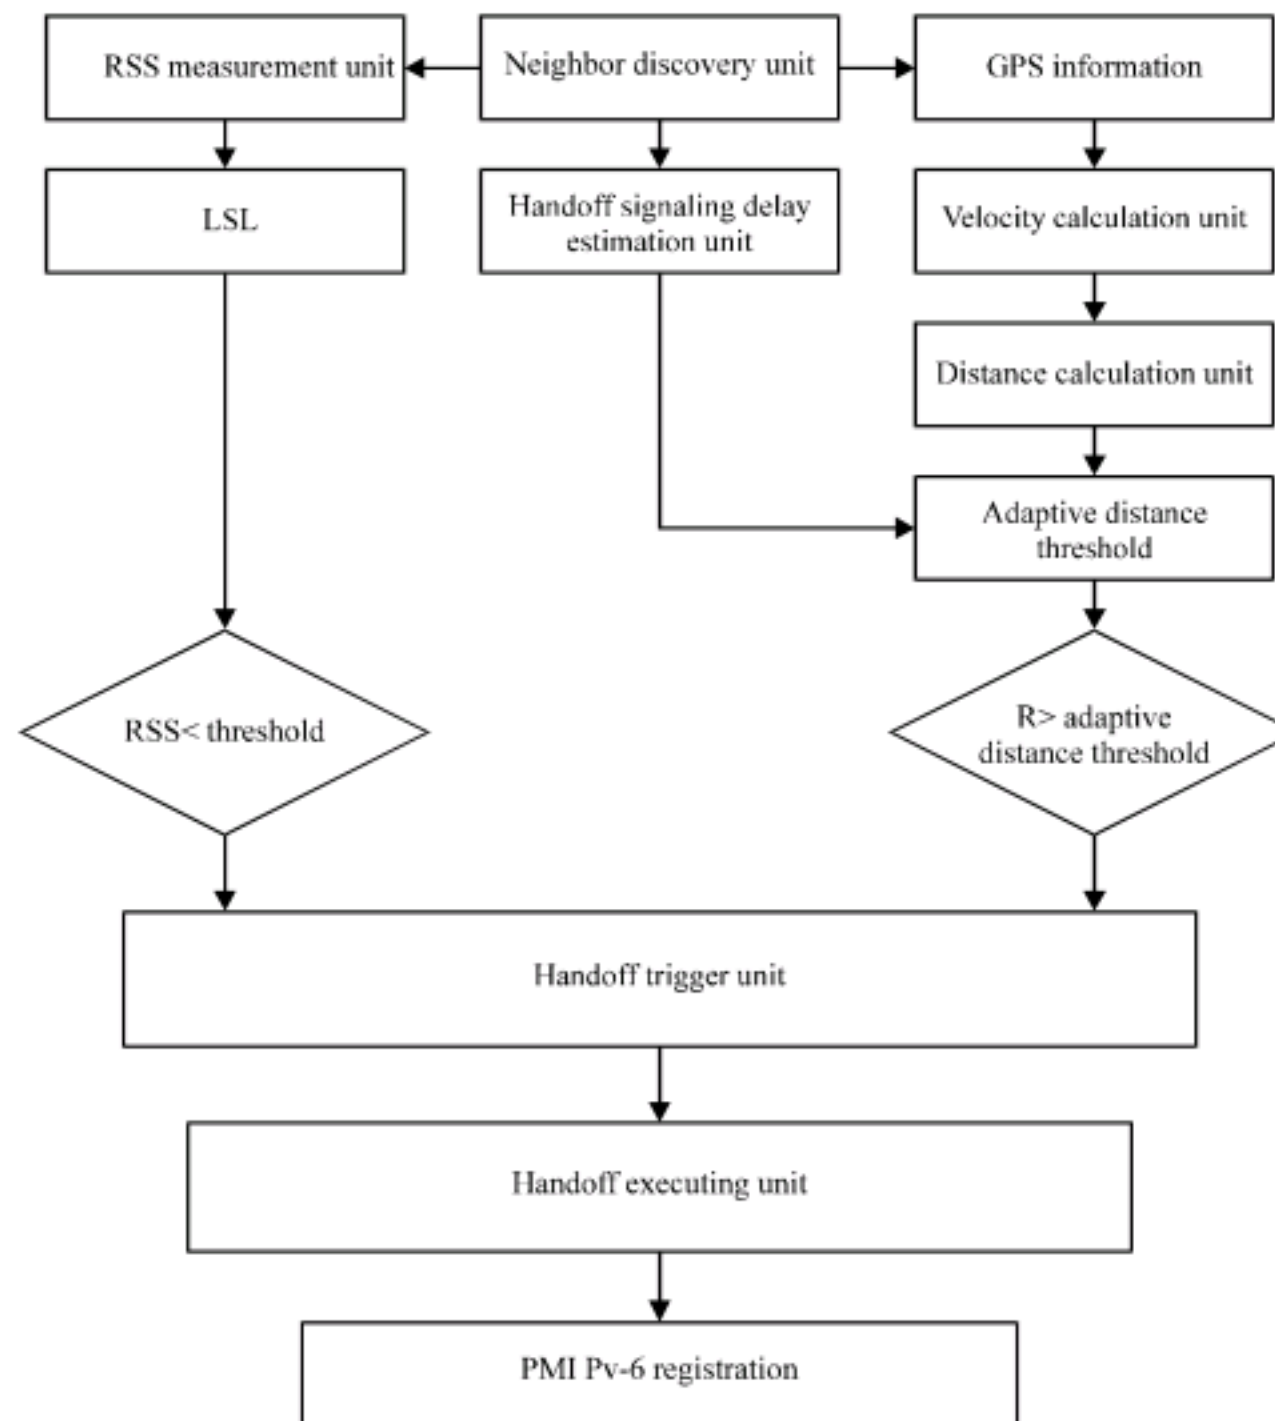 RSS measurement unit
Neighbor discovery unit
GPS information
LSL
Handoff signaling delay
estimation unit
Velocity calculation unit
Distance calculation unit
Adaptive distance
threshold
RSS< threshold
R> adaptive
distance threshold
Handoff trigger unit
Handoff executing unit
PMI Pv-6 registration